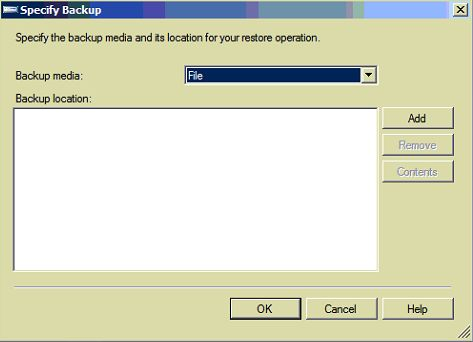 Specify Backup
Specify the backup media and its location for your restore operation.
Backup media:
File
Backup location:
Add
Remove
Contents
OK
Cancel
Help